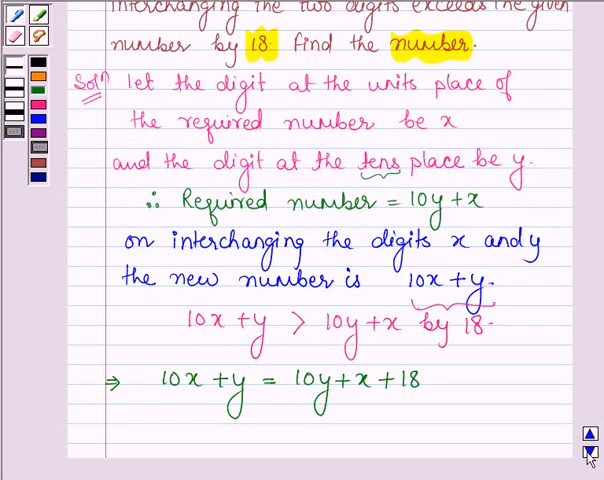 interchanging the two digits exceeds the given
number by 18. Find the number.
Solⁿ let the digit at the units place of
the required number be x
and the digit at the tens place be y.
∴ Required number = 10y + x
on interchanging the digits x and y
the new number is 10x + y.
10x + y > 10y + x by 18.
⇒ 10x + y = 10y + x + 18